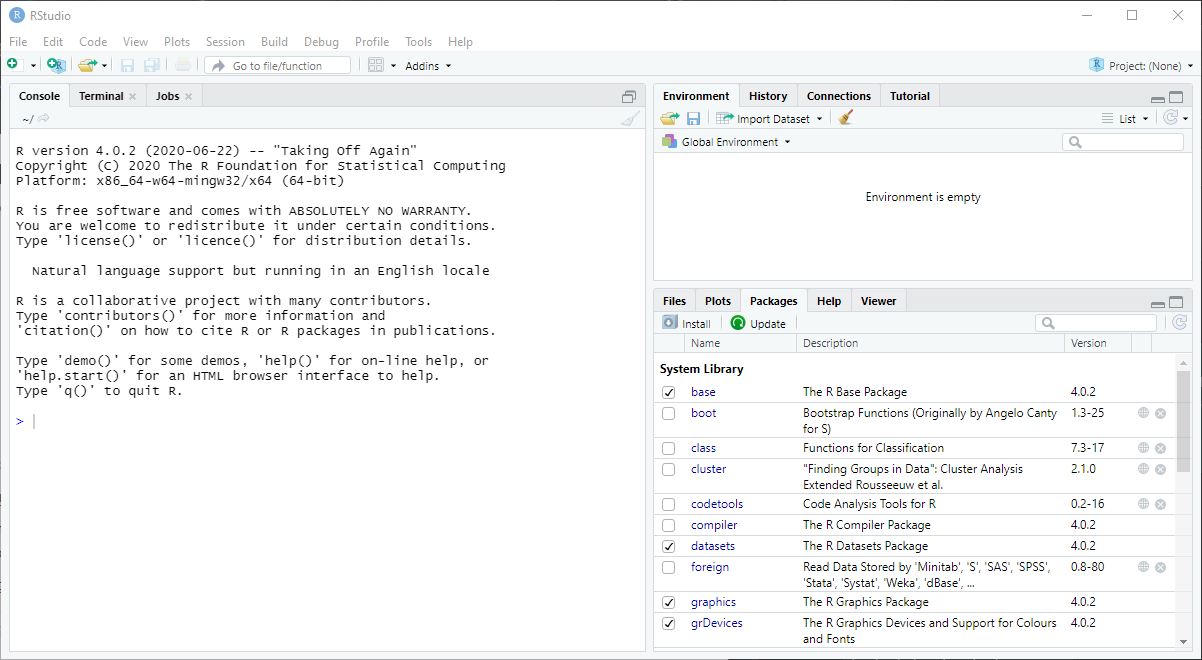 RStudio
File Edit Code View Plots Session Build Debug Profile Tools Help
Go to file/function Addins Project: (None)
Console Terminal Jobs
~/
R version 4.0.2 (2020-06-22) -- "Taking Off Again"
Copyright (C) 2020 The R Foundation for Statistical Computing
Platform: x86_64-w64-mingw32/x64 (64-bit)
R is free software and comes with ABSOLUTELY NO WARRANTY.
You are welcome to redistribute it under certain conditions.
Type 'license()' or 'licence()' for distribution details.
Natural language support but running in an English locale
R is a collaborative project with many contributors.
Type 'contributors()' for more information and
'citation()' on how to cite R or R packages in publications.
Type 'demo()' for some demos, 'help()' for on-line help, or
'help.start()' for an HTML browser interface to help.
Type 'q()' to quit R.
>
Environment History Connections Tutorial
Import Dataset List
Global Environment
Environment is empty
Files Plots Packages Help Viewer
Install Update
Name Description Version
System Library
base The R Base Package 4.0.2
boot Bootstrap Functions (Originally by Angelo Canty 1.3-25
for S)
class Functions for Classification 7.3-17
cluster "Finding Groups in Data": Cluster Analysis 2.1.0
Extended Rousseeuw et al.
codetools Code Analysis Tools for R 0.2-16
compiler The R Compiler Package 4.0.2
datasets The R Datasets Package 4.0.2
foreign Read Data Stored by 'Minitab', 'S', 'SAS', 'SPSS', 0.8-80
'Stata', 'Systat', 'Weka', 'dBase', ...
graphics The R Graphics Package 4.0.2
grDevices The R Graphics Devices and Support for Colours 4.0.2
and Fonts